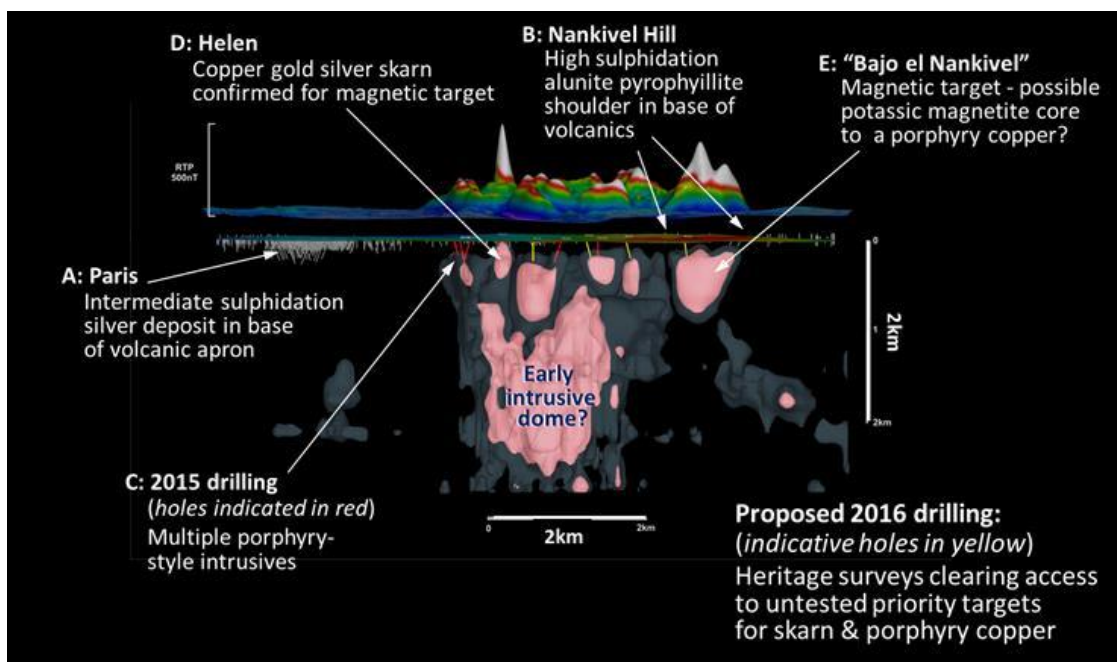 D: Helen
Copper gold silver skarn
confirmed for magnetic target
B: Nankivel Hill
High sulphidation
alunite pyrophyillite
shoulder in base of
volcanics
E: “Bajo el Nankivel”
Magnetic target - possible
potassic magnetite core
to a porphyry copper?
RTP
500nT
A: Paris
Intermediate sulphidation
silver deposit in base
of volcanic apron
0
1
2km
2km
Early
intrusive
dome?
C: 2015 drilling
(holes indicated in red)
Multiple porphyry-
style intrusives
0
2km
2km
Proposed 2016 drilling:
(indicative holes in yellow)
Heritage surveys clearing access
to untested priority targets
for skarn & porphyry copper